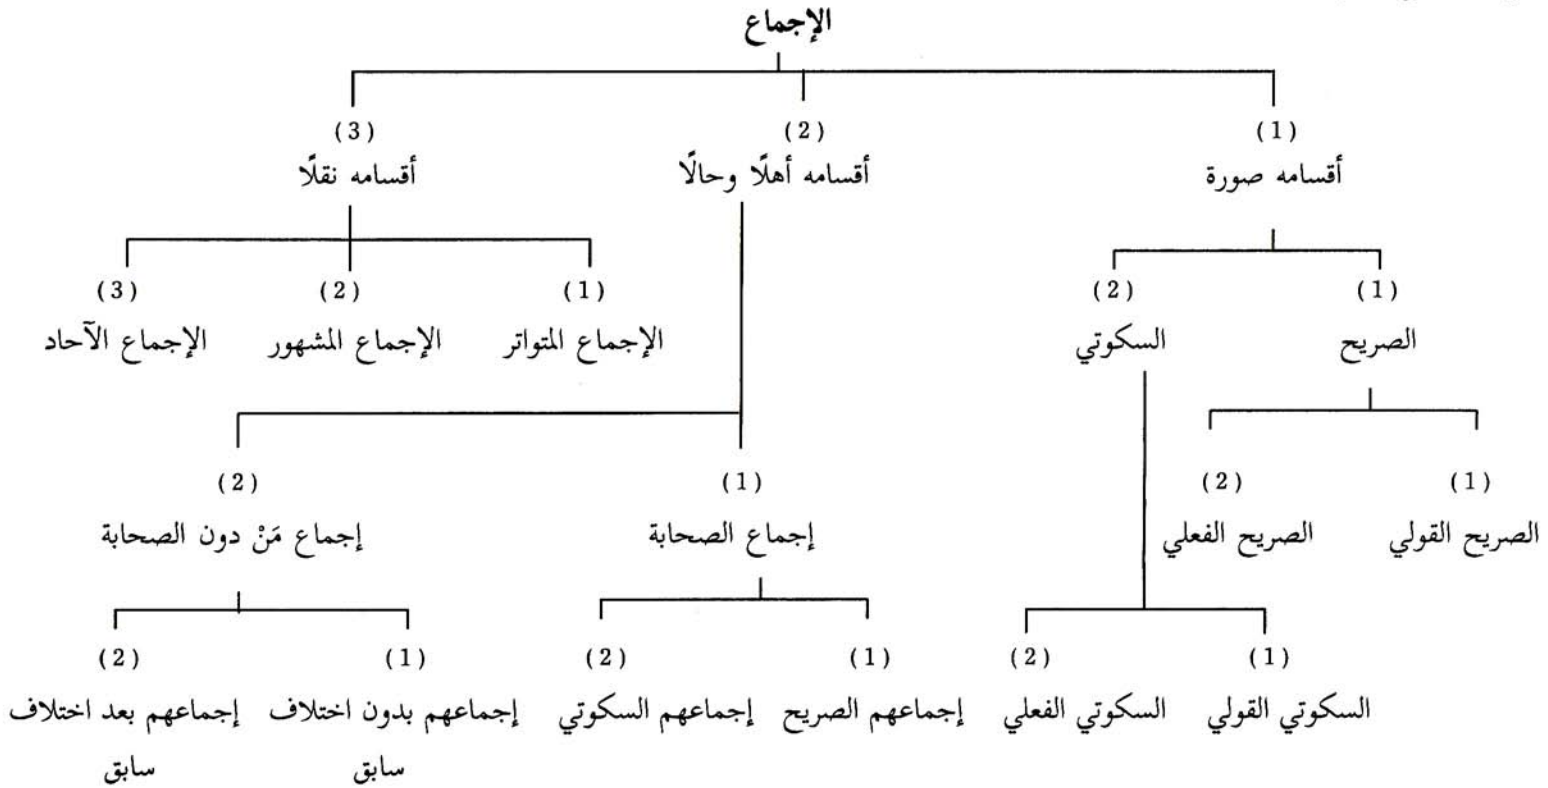 الإجماع
(1) (2) (3)
أقسامه صورة أقسامه أهلًا وحالًا أقسامه نقلًا
(1) (2) (1) (2) (3)
الصريح السكوتي الإجماع المتواتر الإجماع المشهور الإجماع الآحاد
(1) (2) (1) (2)
الصريح القولي الصريح الفعلي إجماع الصحابة إجماع مَنْ دون الصحابة
(1) (2) (1) (2) (1) (2)
السكوتي القولي السكوتي الفعلي إجماعهم الصريح إجماعهم السكوتي إجماعهم بدون اختلاف إجماعهم بعد اختلاف
سابق سابق